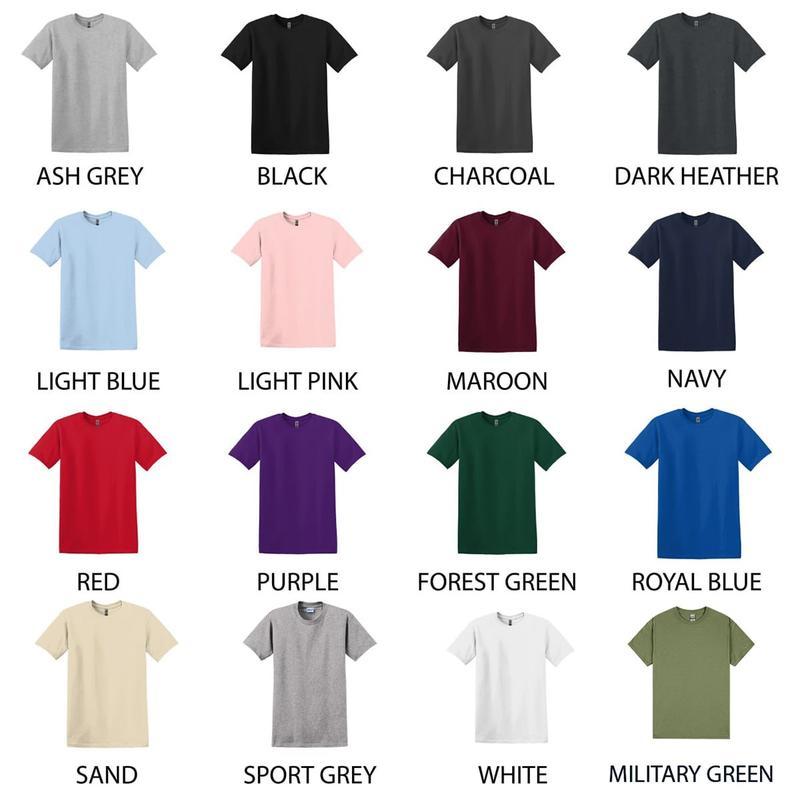 ASH GREY
BLACK
CHARCOAL
DARK HEATHER
LIGHT BLUE
LIGHT PINK
MAROON
NAVY
RED
PURPLE
FOREST GREEN
ROYAL BLUE
SAND
SPORT GREY
WHITE
MILITARY GREEN